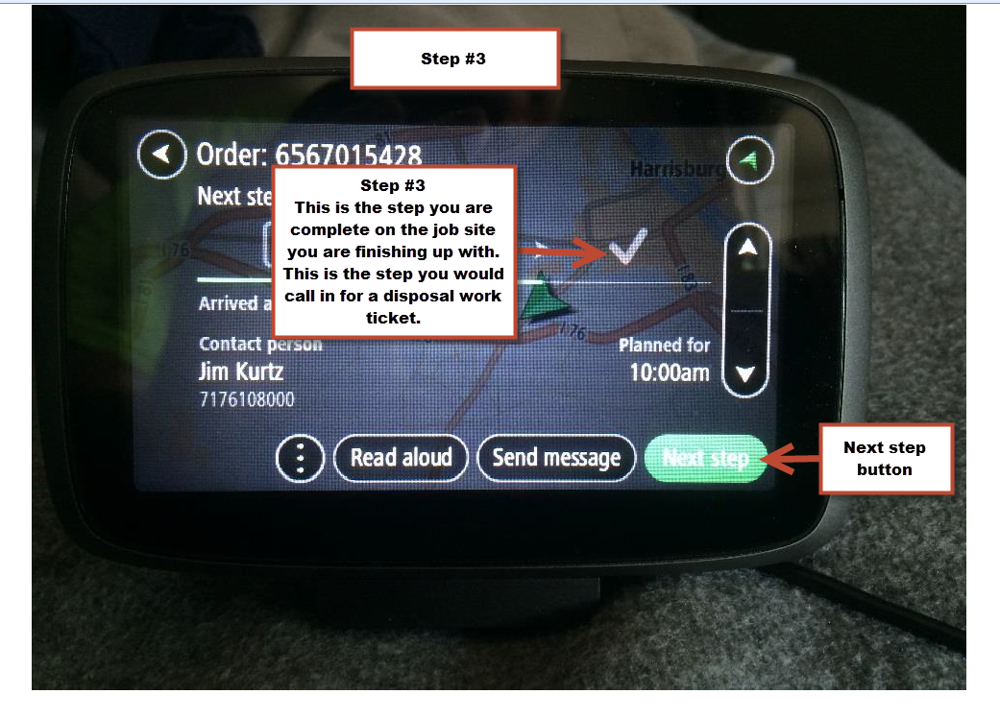 Step #3
Order: 6567015428
Harrisburg
Next ste
Step #3
This is the step you are
complete on the job site
you are finishing up with.
This is the step you would
call in for a disposal work
ticket.
I 76
I 83
Arrived a
I 76
Contact person
Planned for
Jim Kurtz
10:00am
7176108000
Read aloud
Send message
Next step
Next step
button